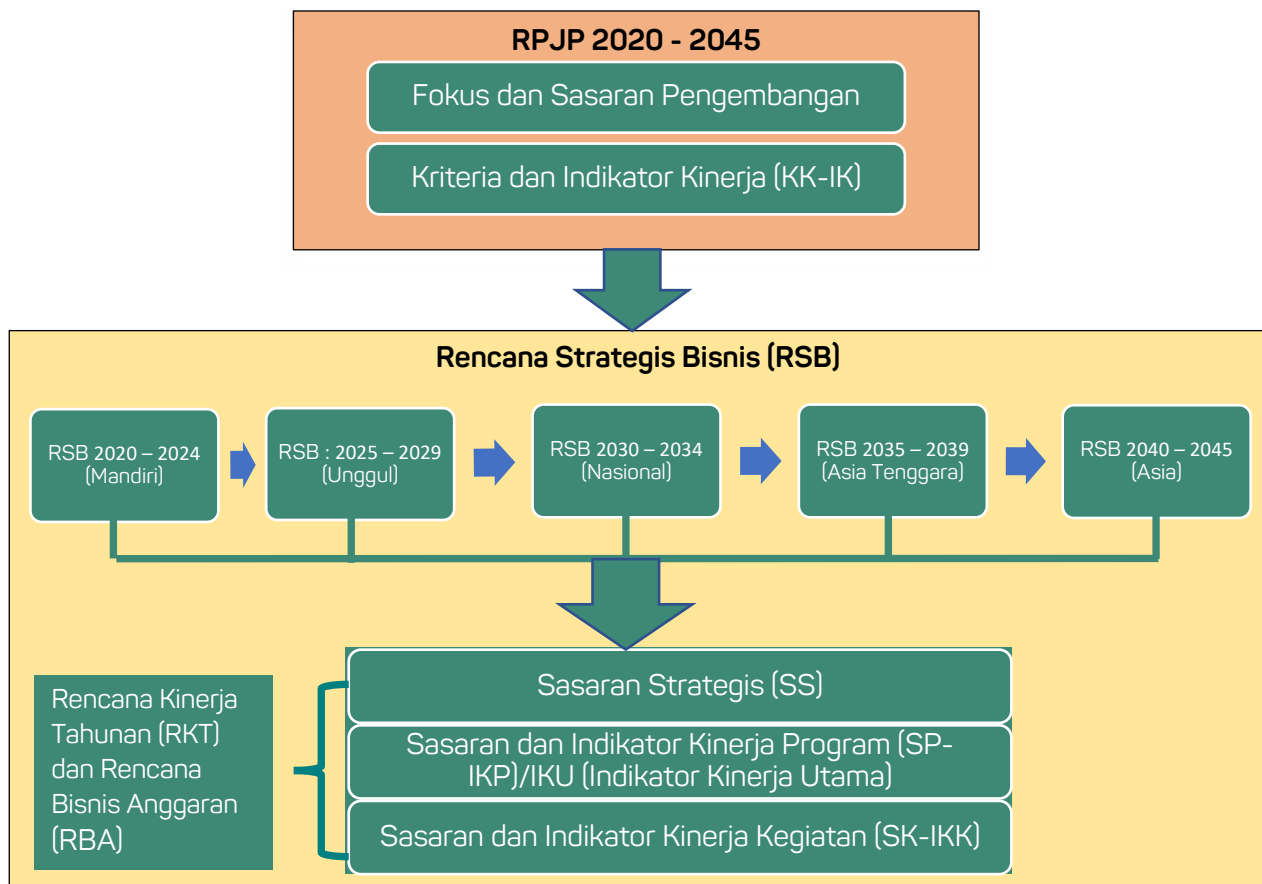 RPJP 2020 - 2045
Fokus dan Sasaran Pengembangan
Kriteria dan Indikator Kinerja (KK-IK)
Rencana Strategis Bisnis (RSB)
RSB 2020 – 2024
(Mandiri)
RSB : 2025 – 2029
(Unggul)
RSB 2030 – 2034
(Nasional)
RSB 2035 – 2039
(Asia Tenggara)
RSB 2040 – 2045
(Asia)
Rencana Kinerja
Tahunan (RKT)
dan Rencana
Bisnis Anggaran
(RBA)
Sasaran Strategis (SS)
Sasaran dan Indikator Kinerja Program (SP-
IKP)/IKU (Indikator Kinerja Utama)
Sasaran dan Indikator Kinerja Kegiatan (SK-IKK)